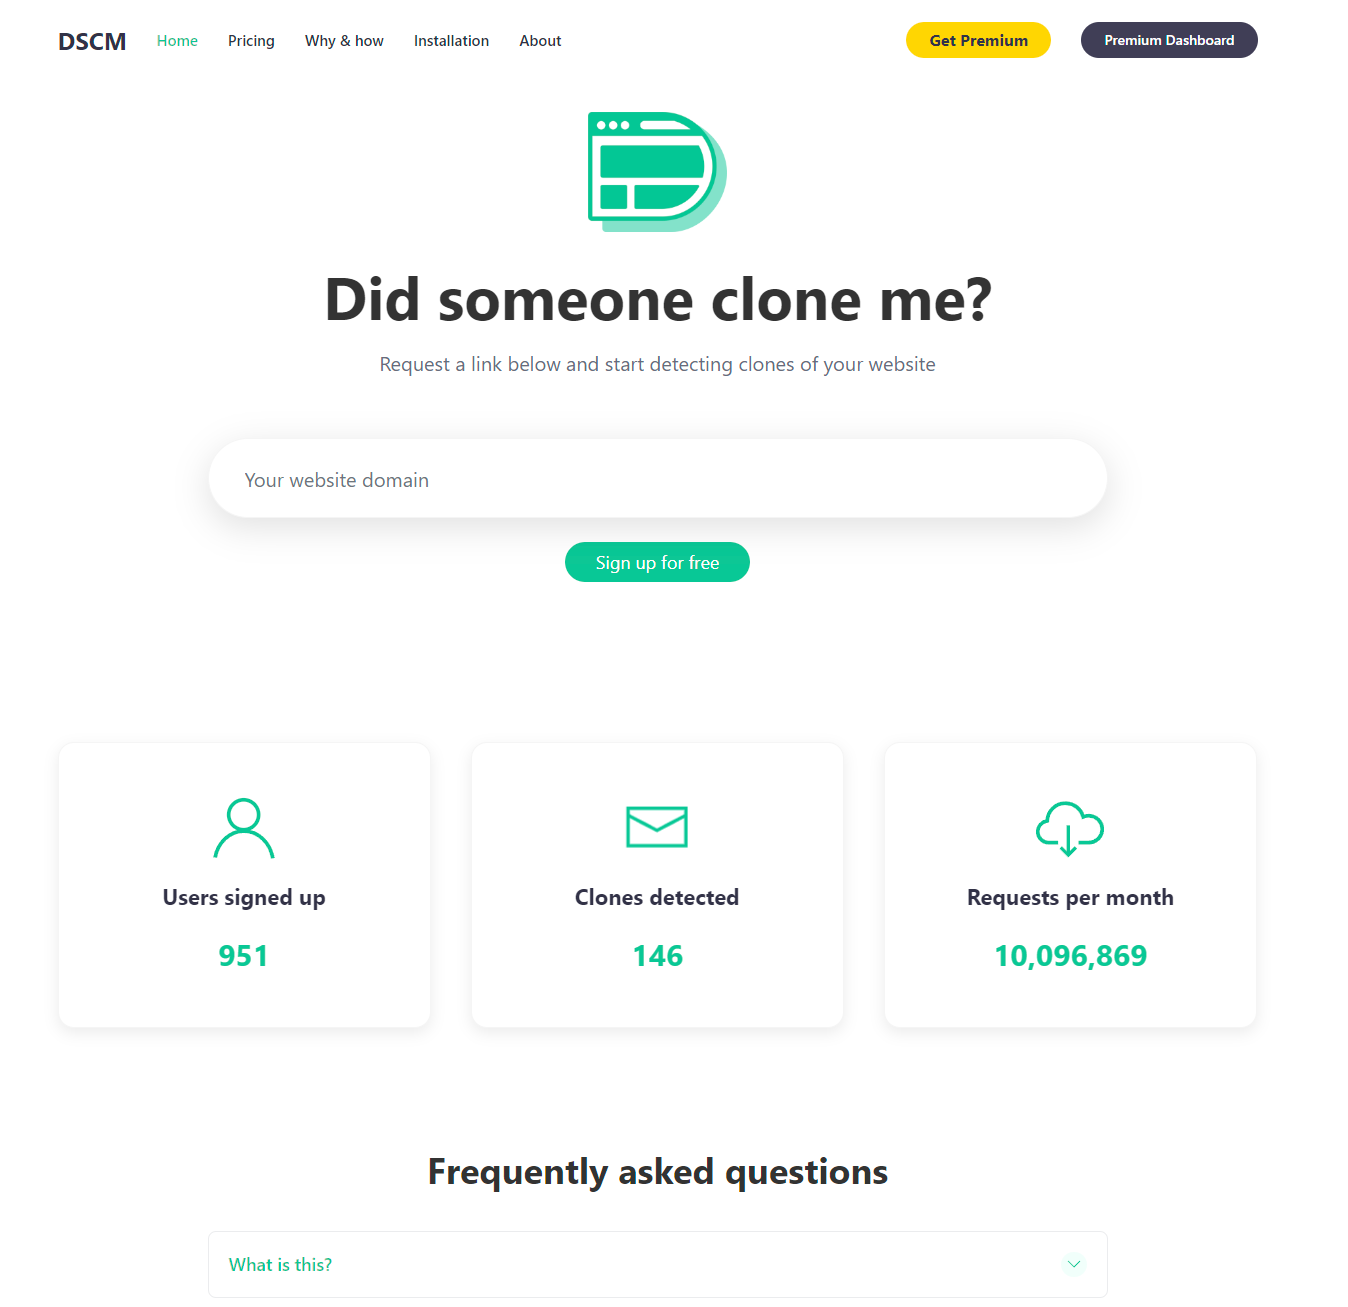 DSCM Home Pricing Why & how Installation About Get Premium Premium Dashboard
Did someone clone me?
Request a link below and start detecting clones of your website
Your website domain
Sign up for free
Users signed up
951
Clones detected
146
Requests per month
10,096,869
Frequently asked questions
What is this?